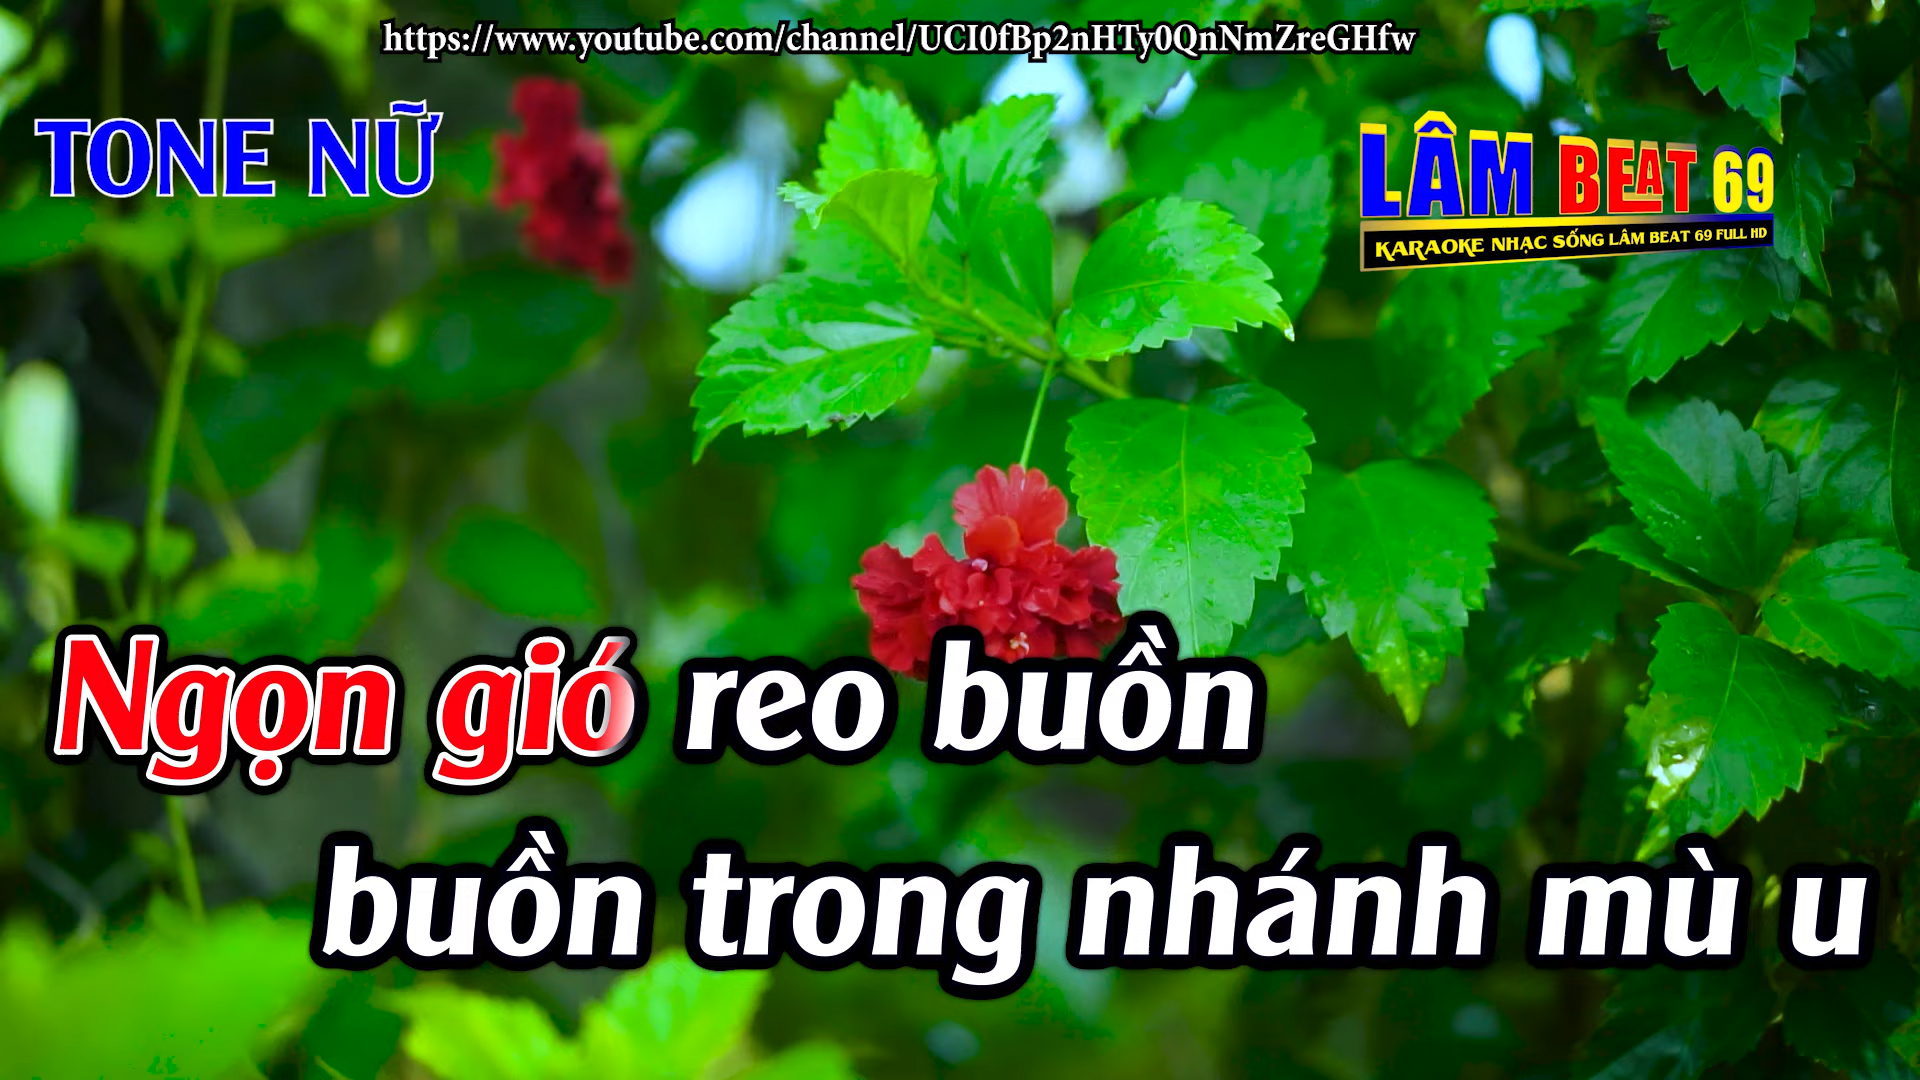 https://www.youtube.com/channel/UCI0fBp2nHTy0QnNmZreGHfw
TONE NỮ
LÂM BEAT 69
KARAOKE NHẠC SỐNG LÂM BEAT 69 FULL HD
Ngọn gió reo buồn
buồn trong nhánh mù u